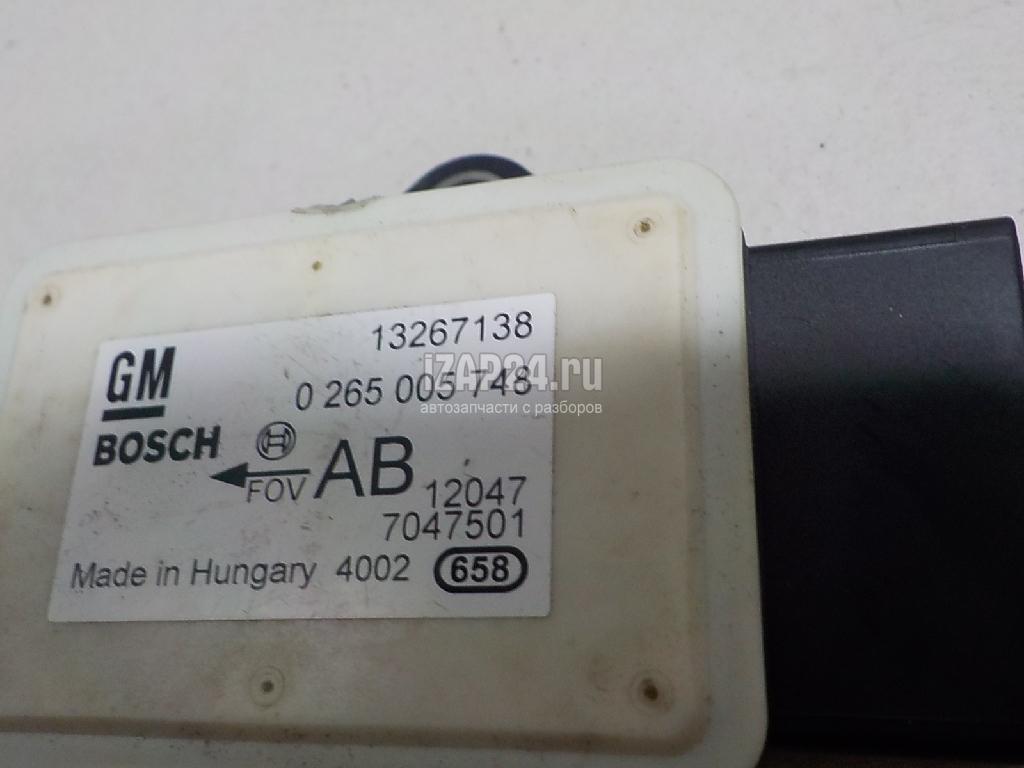 13267138
GM
0 265 005 748
iZAP24.ru
автозапчасти с разборов
BOSCH
FOV AB 12047
7047501
Made in Hungary 4002 658